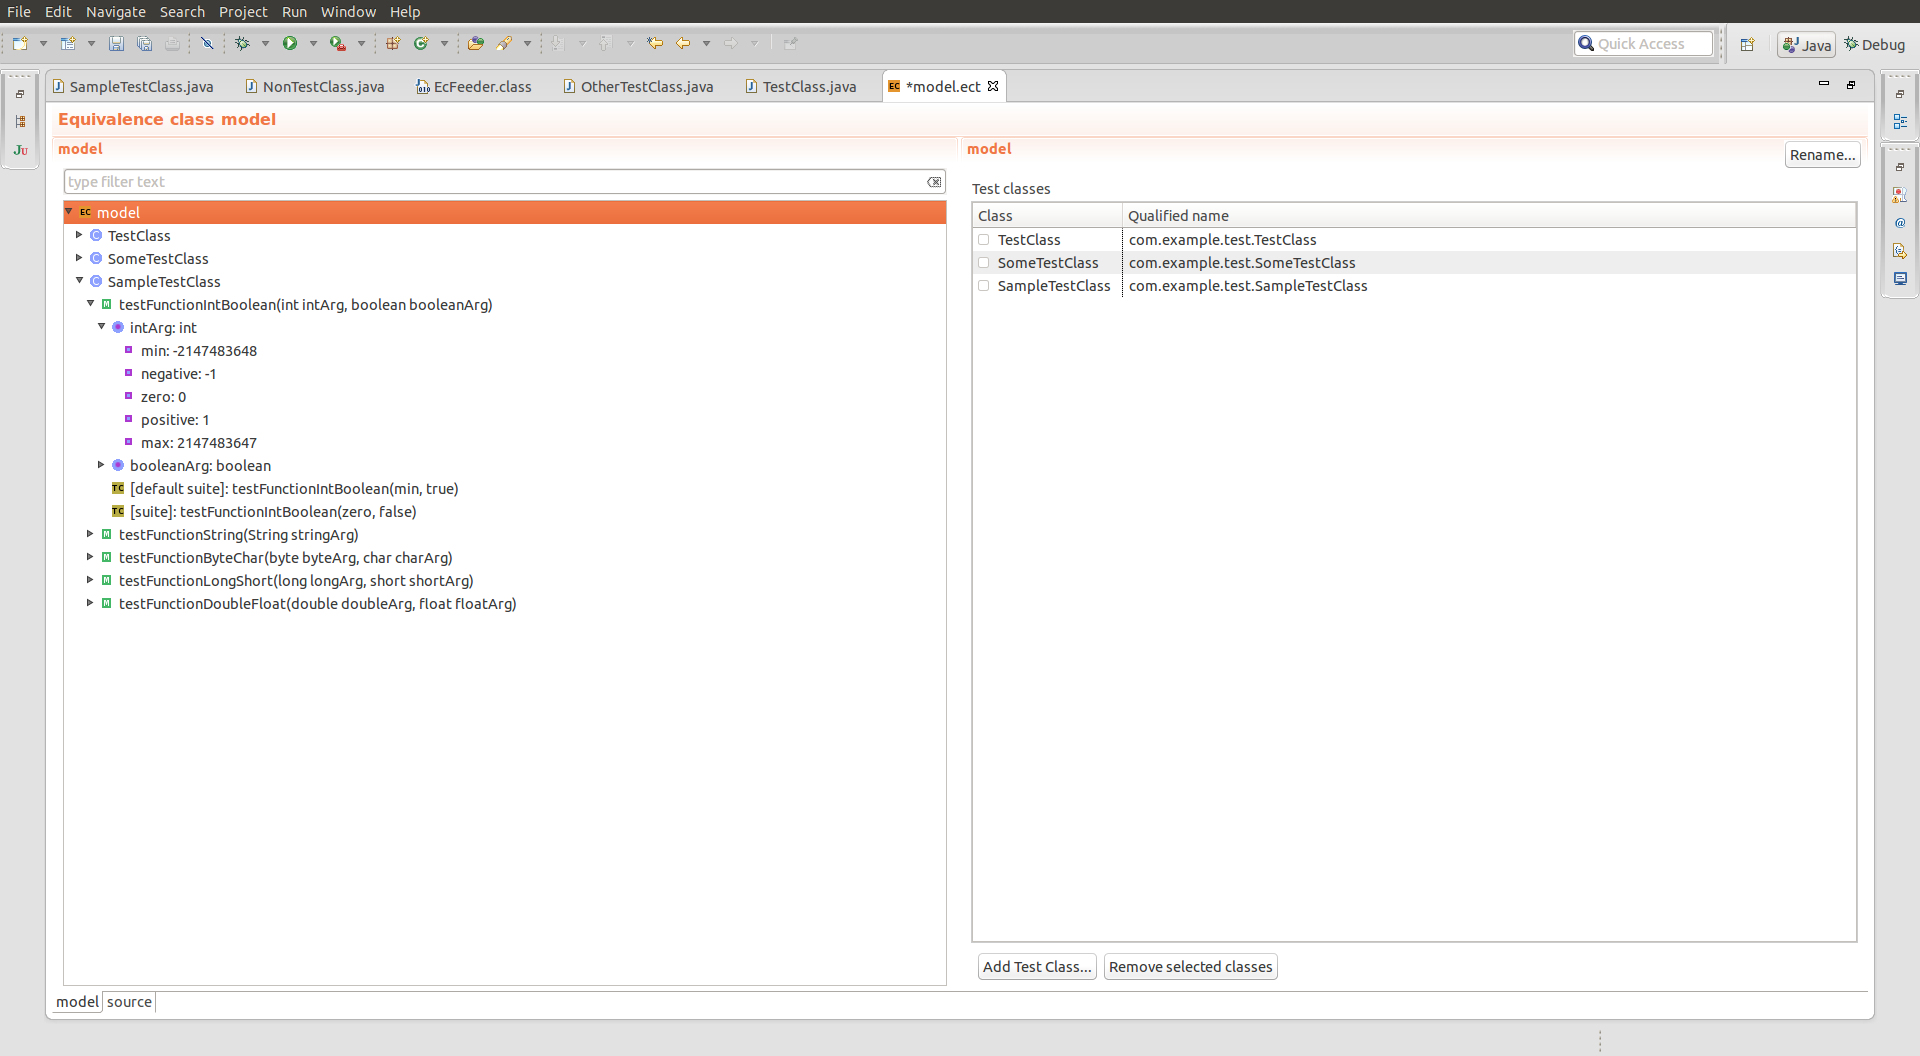 File Edit Navigate Search Project Run Window Help
Quick Access Java Debug
SampleTestClass.java NonTestClass.java EcFeeder.class OtherTestClass.java TestClass.java EC *model.ect
Equivalence class model
model
type filter text
EC model
C TestClass
C SomeTestClass
C SampleTestClass
M testFunctionIntBoolean(int intArg, boolean booleanArg)
intArg: int
min: -2147483648
negative: -1
zero: 0
positive: 1
max: 2147483647
booleanArg: boolean
TC [default suite]: testFunctionIntBoolean(min, true)
TC [suite]: testFunctionIntBoolean(zero, false)
M testFunctionString(String stringArg)
M testFunctionByteChar(byte byteArg, char charArg)
M testFunctionLongShort(long longArg, short shortArg)
M testFunctionDoubleFloat(double doubleArg, float floatArg)
model
Rename...
Test classes
Class Qualified name
TestClass com.example.test.TestClass
SomeTestClass com.example.test.SomeTestClass
SampleTestClass com.example.test.SampleTestClass
Add Test Class... Remove selected classes
model source
JU
@